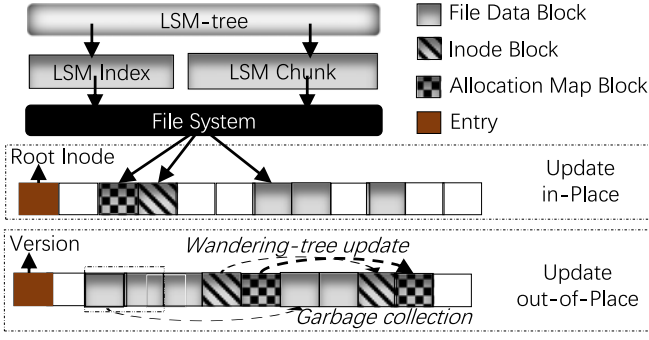 LSM-tree
File Data Block
LSM Index
LSM Chunk
Inode Block
Allocation Map Block
File System
Entry
Root Inode
Update
in-Place
Version
Wandering-tree update
Update
out-of-Place
Garbage collection